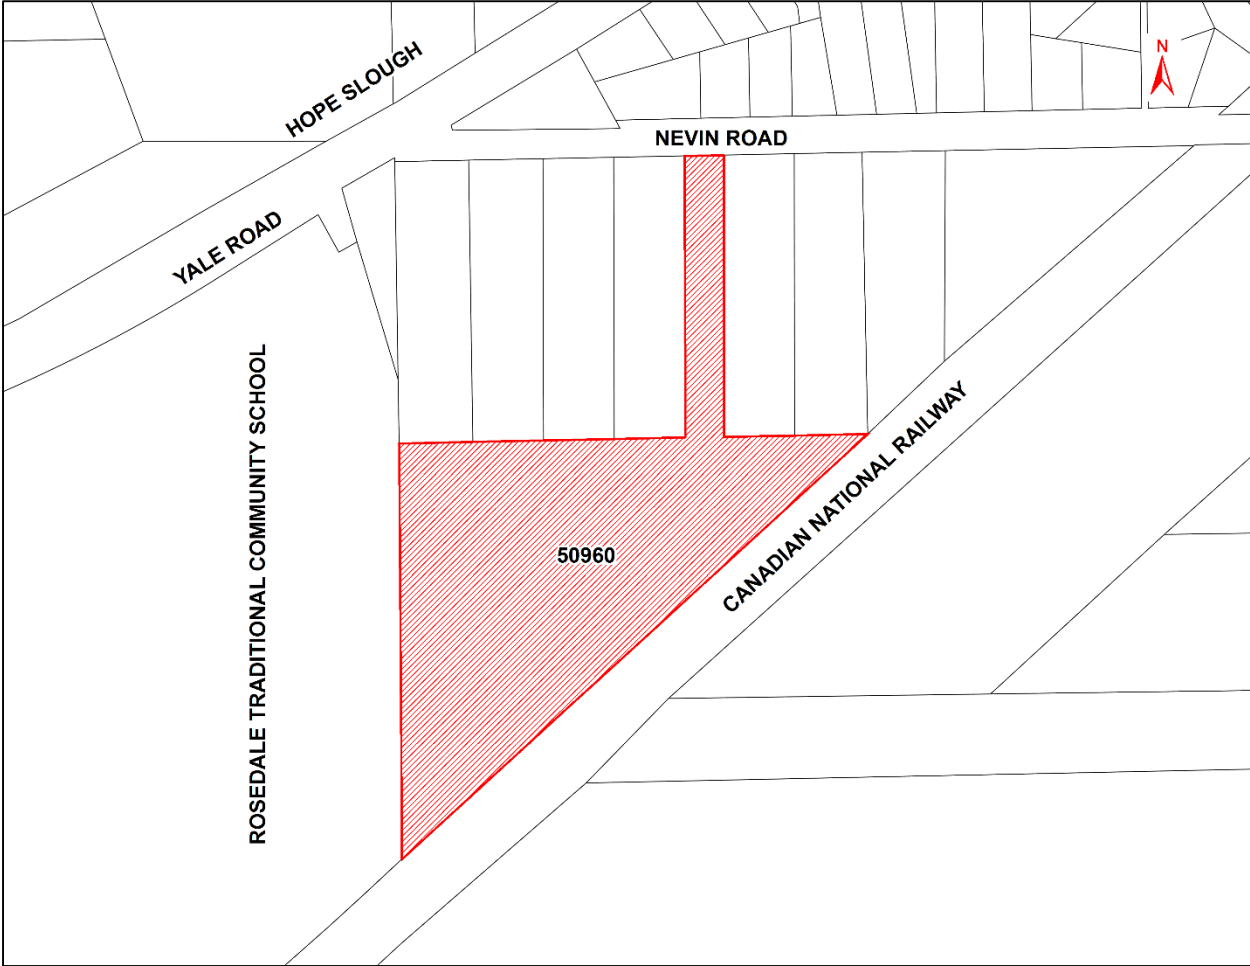 HOPE SLOUGH
N
NEVIN ROAD
YALE ROAD
ROSEDALE TRADITIONAL COMMUNITY SCHOOL
CANADIAN NATIONAL RAILWAY
50960